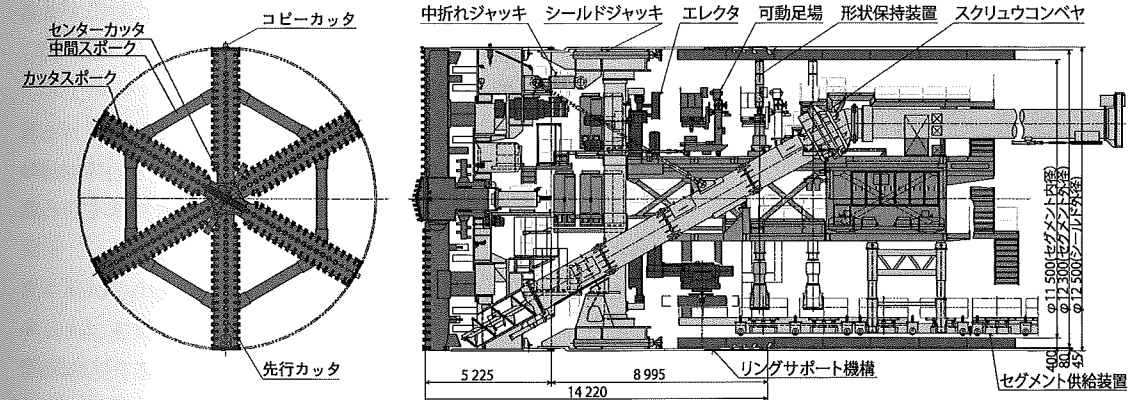 コピーカッタ
センターカッタ
中間スポーク
カッタスポーク
先行カッタ
中折れジャッキ
シールドジャッキ
エレクタ
可動足場
形状保持装置
スクリュウコンベヤ
φ11 500(セグメント内径)
φ12 300(セグメント外径)
φ12 500(シールド外径)
400
80
45
リングサポート機構
セグメント供給装置
5 225
8 995
14 220